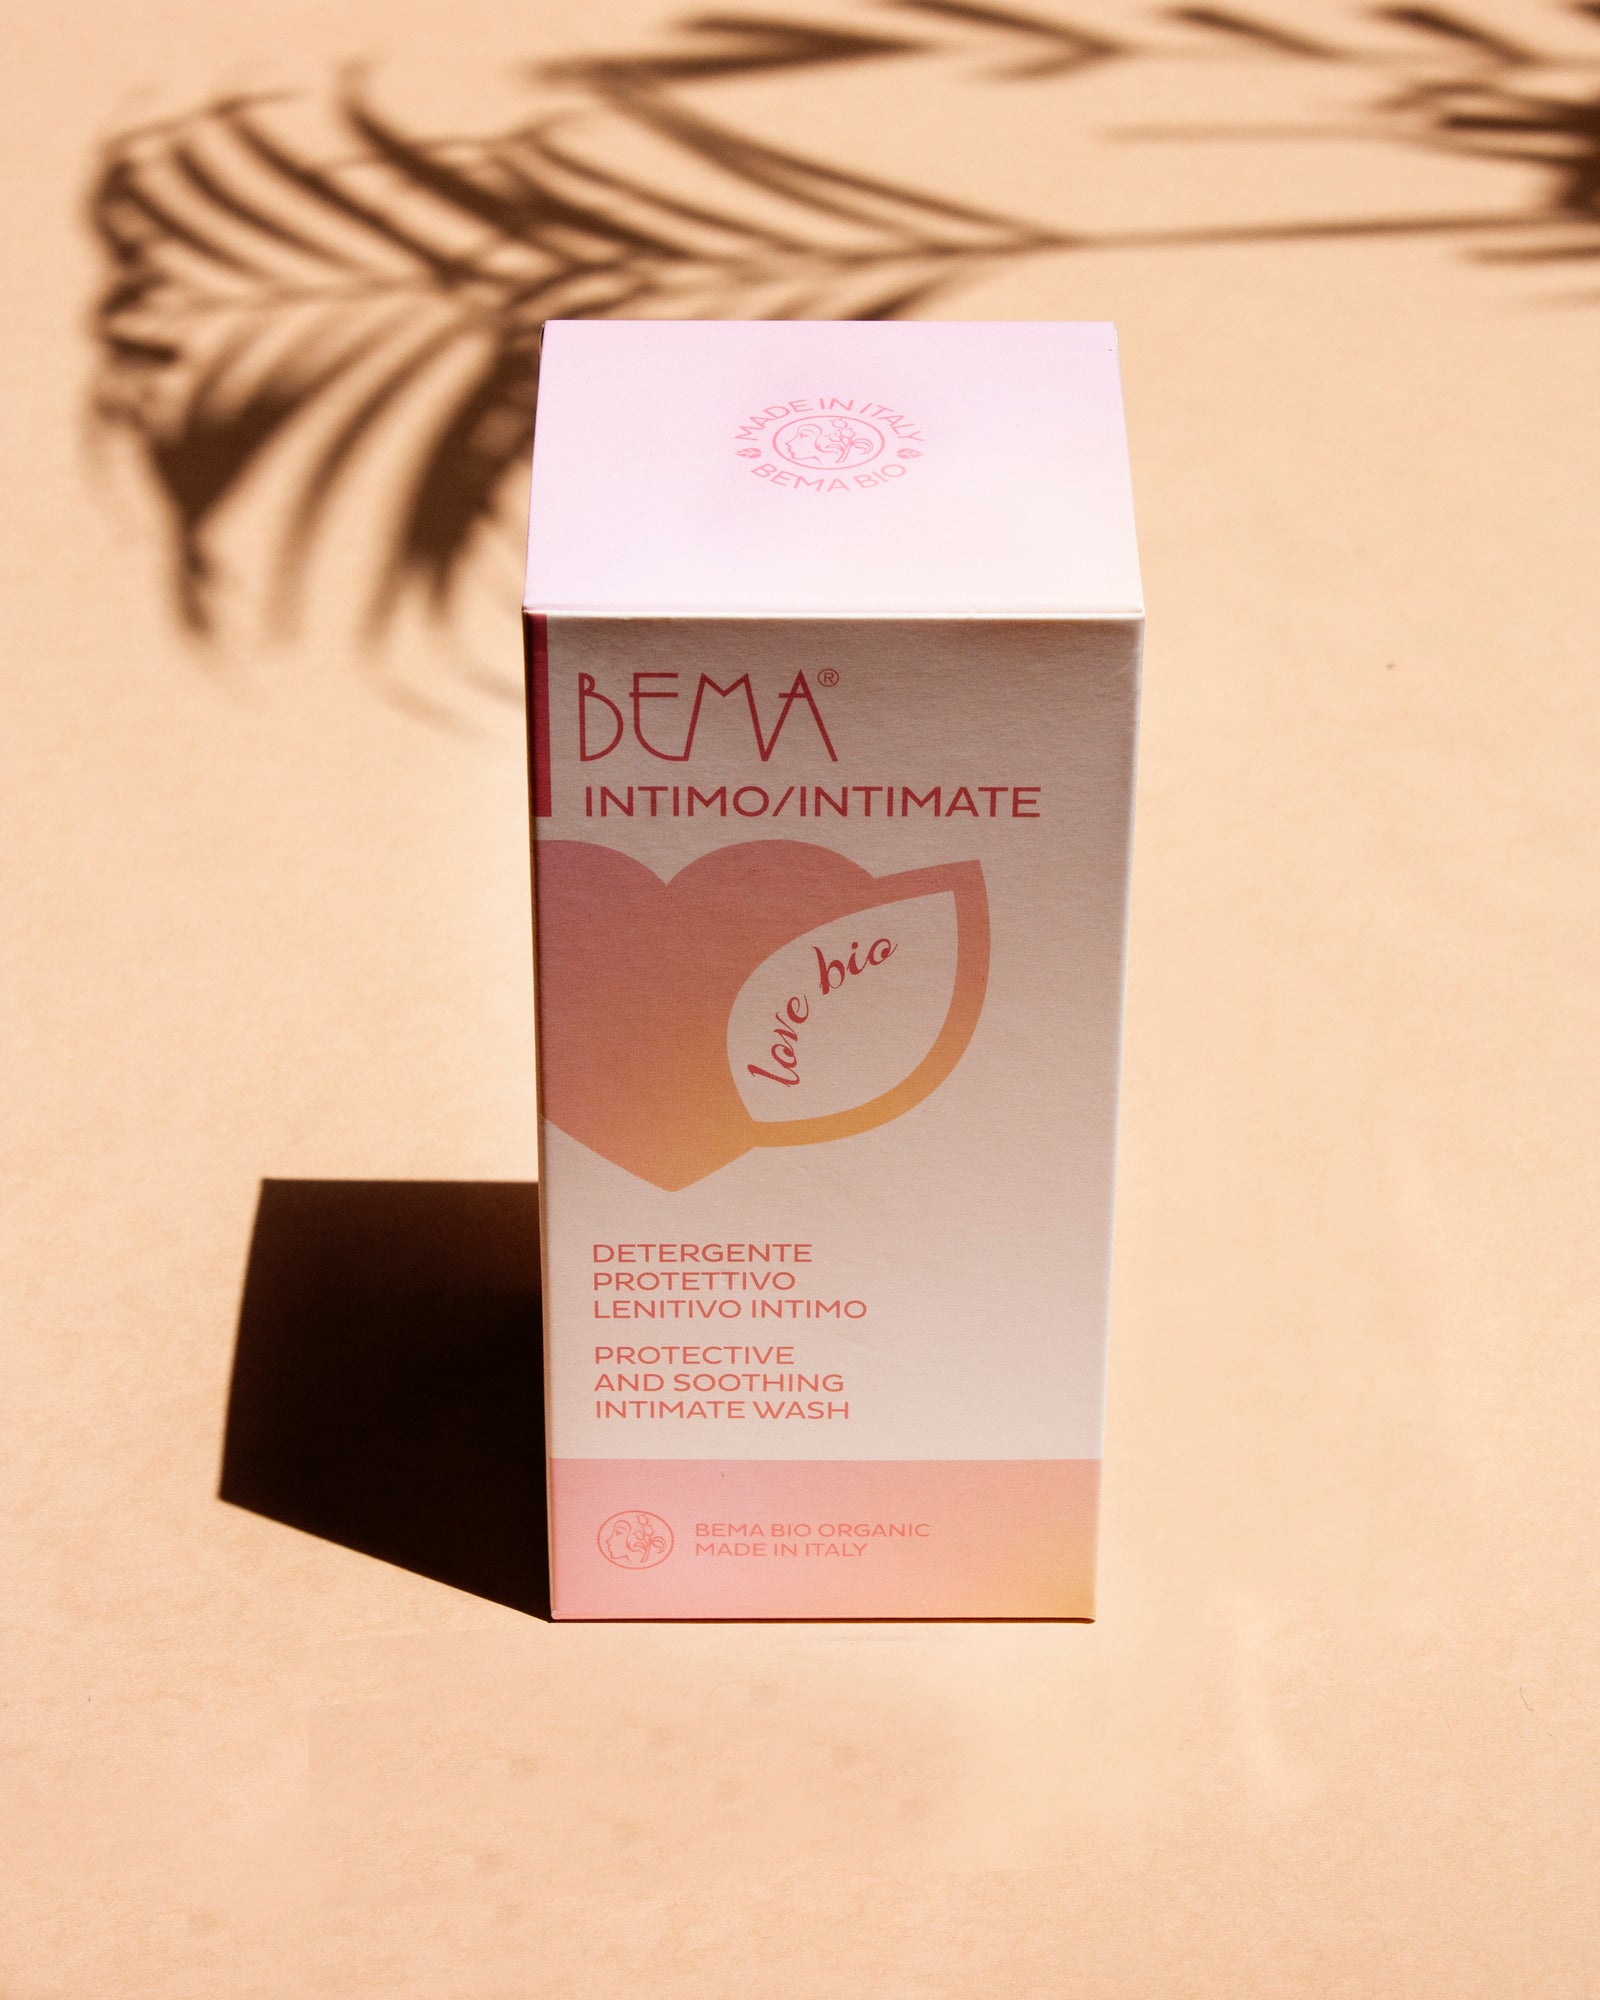 MADE IN ITALY
BEMA BIO
BEMA®
INTIMO/INTIMATE
love bio
DETERGENTE
PROTETTIVO
LENITIVO INTIMO
PROTECTIVE
AND SOOTHING
INTIMATE WASH
BEMA BIO ORGANIC
MADE IN ITALY